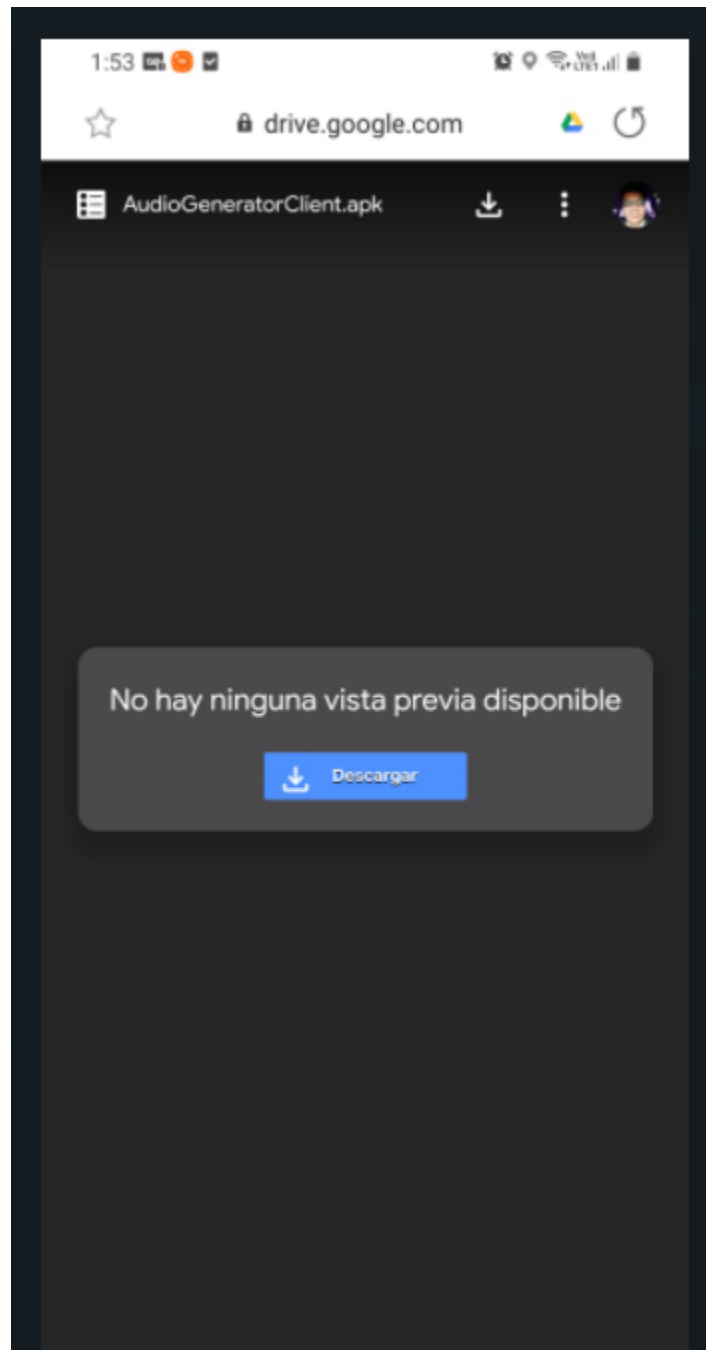 1:53
drive.google.com
AudioGeneratorClient.apk
No hay ninguna vista previa disponible
Descargar